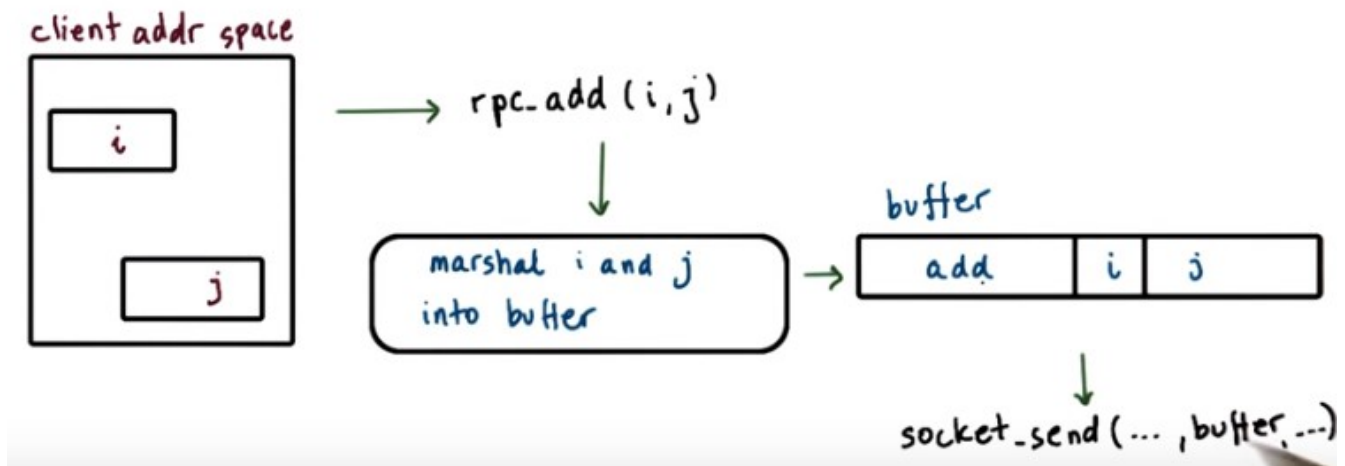 client addr space
i
j
rpc_add (i, j)
marshal i and j
into buffer
buffer
add i j
socket_send (... , buffer, ...)